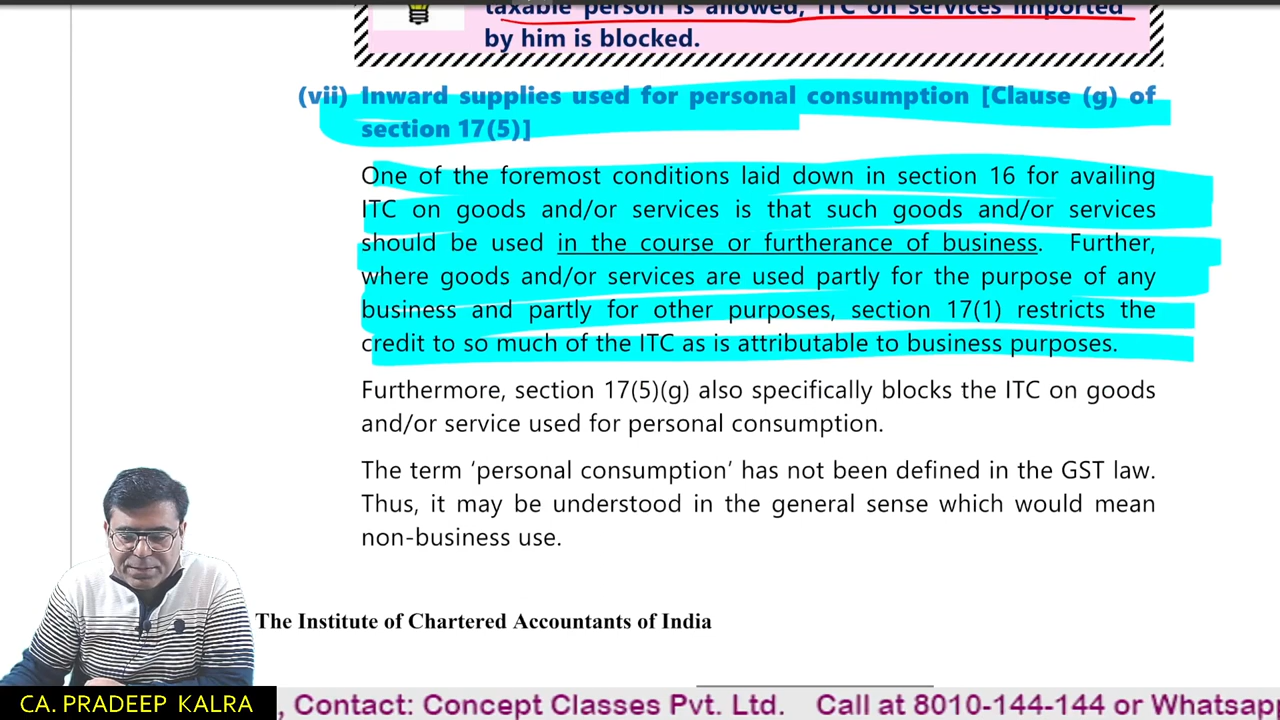 taxable person is allowed, ITC on services imported
by him is blocked.
(vii) Inward supplies used for personal consumption [Clause (g) of
section 17(5)]
One of the foremost conditions laid down in section 16 for availing
ITC on goods and/or services is that such goods and/or services
should be used in the course or furtherance of business. Further,
where goods and/or services are used partly for the purpose of any
business and partly for other purposes, section 17(1) restricts the
credit to so much of the ITC as is attributable to business purposes.
Furthermore, section 17(5)(g) also specifically blocks the ITC on goods
and/or service used for personal consumption.
The term ‘personal consumption’ has not been defined in the GST law.
Thus, it may be understood in the general sense which would mean
non-business use.
The Institute of Chartered Accountants of India
CA. PRADEEP KALRA
, Contact: Concept Classes Pvt. Ltd. Call at 8010-144-144 or Whatsapp